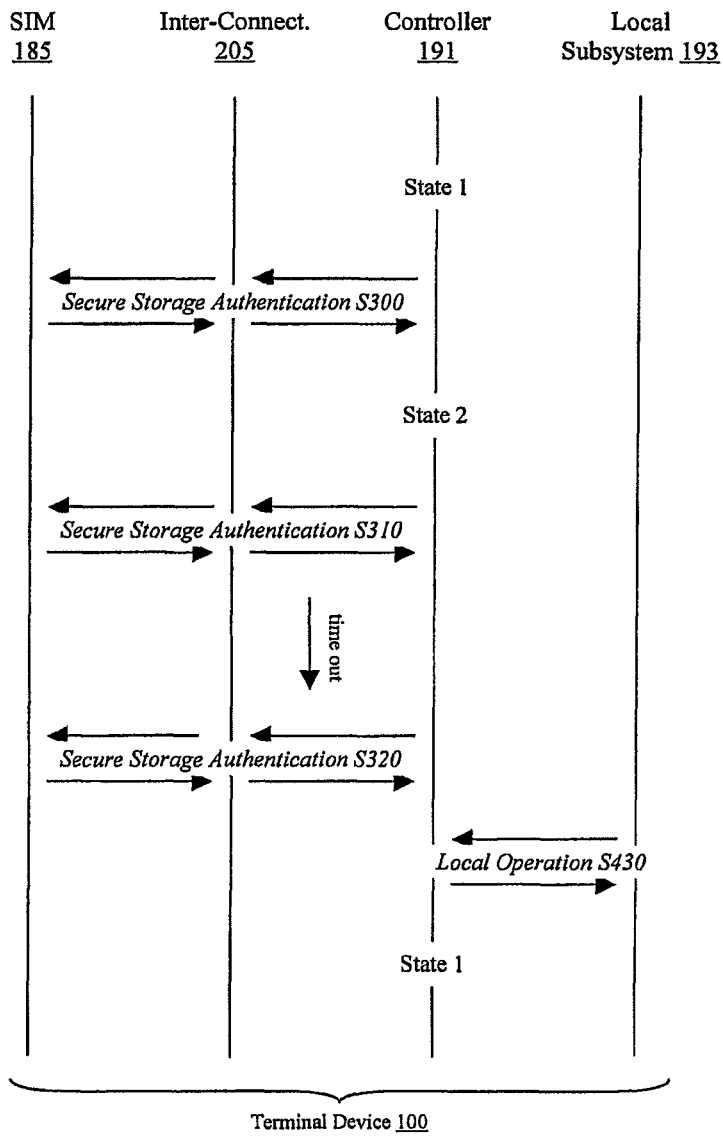 SIM
185
Inter-Connect.
205
Controller
191
Local
Subsystem 193
State 1
Secure Storage Authentication S300
State 2
Secure Storage Authentication S310
time out
Secure Storage Authentication S320
Local Operation S430
State 1
Terminal Device 100